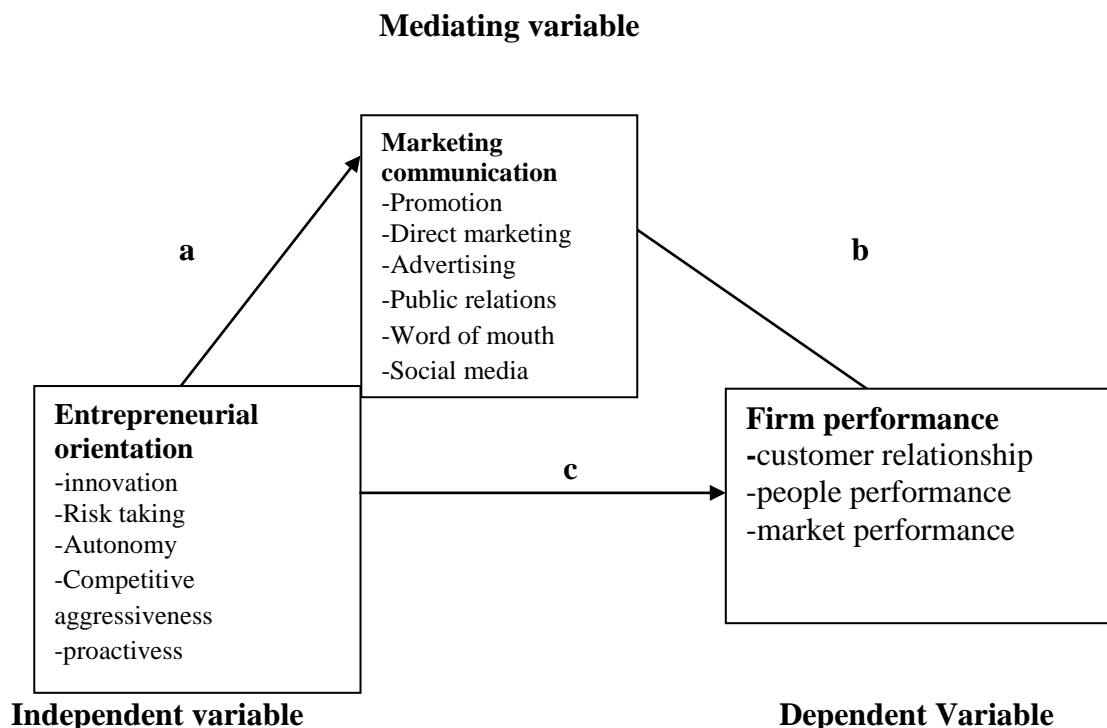 Mediating variable
Marketing
communication
-Promotion
-Direct marketing
-Advertising
-Public relations
-Word of mouth
-Social media
a
b
Entrepreneurial
orientation
-innovation
-Risk taking
-Autonomy
-Competitive
aggressiveness
-proactivess
c
Firm performance
-customer relationship
-people performance
-market performance
Independent variable
Dependent Variable